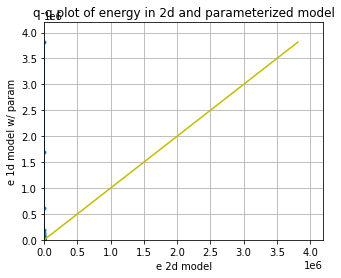 q-q plot of energy in 2d and parameterized model
1e6
4.0
3.5
3.0
2.5
2.0
1.5
1.0
0.5
0.0
e 1d model w/ param
0.0 0.5 1.0 1.5 2.0 2.5 3.0 3.5 4.0
1e6
e 2d model